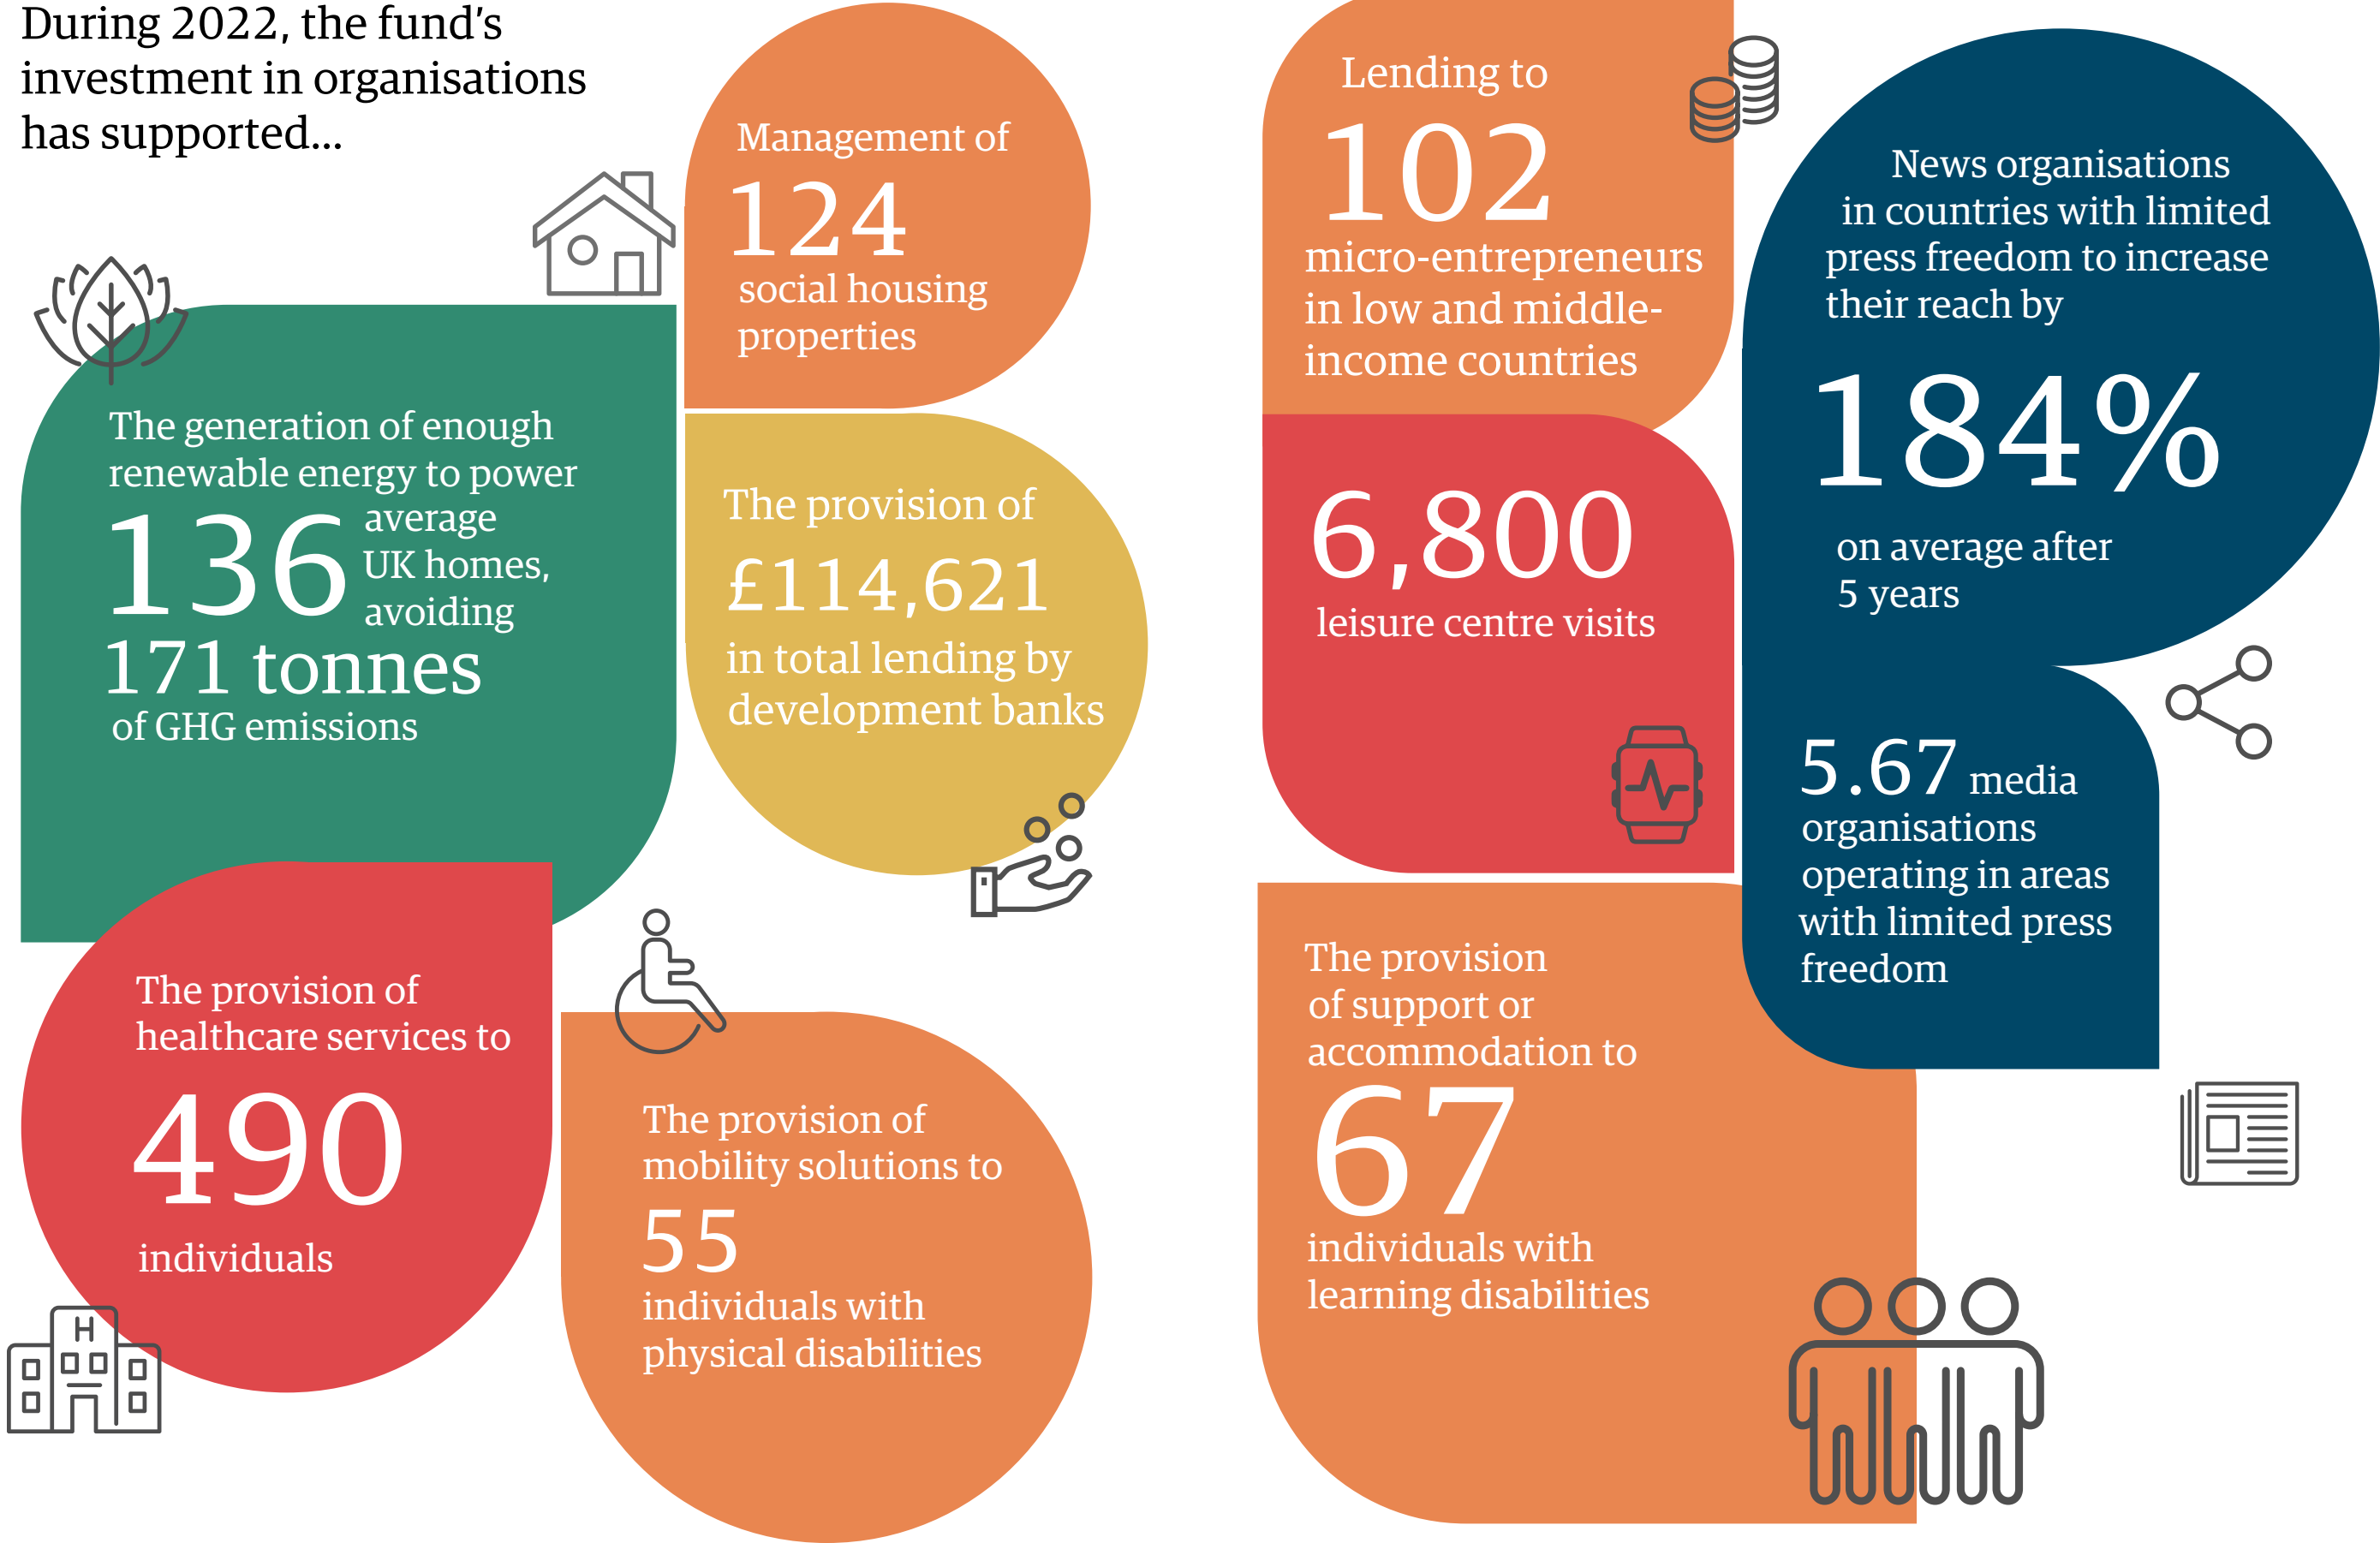 During 2022, the fund's
investment in organisations
has supported...
Management of
124
social housing
properties
The generation of enough
renewable energy to power
136 average
UK homes,
avoiding
171 tonnes
of GHG emissions
The provision of
£114,621
in total lending by
development banks
The provision of
healthcare services to
490
individuals
H
The provision of
mobility solutions to
55
individuals with
physical disabilities
Lending to
102
micro-entrepreneurs
in low and middle-
income countries
News organisations
in countries with limited
press freedom to increase
their reach by
184%
on average after
5 years
6,800
leisure centre visits
5.67 media
organisations
operating in areas
with limited press
freedom
The provision
of support or
accommodation to
67
individuals with
learning disabilities